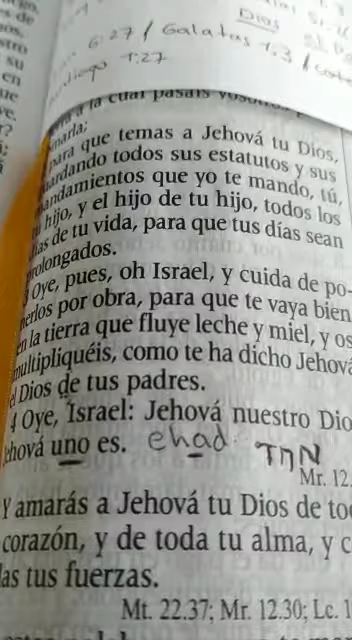 Dios
6:27 / Galatas 1:3 /
1:27
a la cual pasáis vosotros
para que temas a Jehová tu Dios,
guardando todos sus estatutos y sus
mandamientos que yo te mando, tú,
tu hijo, y el hijo de tu hijo, todos los
días de tu vida, para que tus días sean
prolongados.
3 Oye, pues, oh Israel, y cuida de po-
nerlos por obra, para que te vaya bien
en la tierra que fluye leche y miel, y os
multipliquéis, como te ha dicho Jehová
el Dios de tus padres.
4 Oye, Israel: Jehová nuestro Dio
Jehová uno es. ehad אחד
Mr. 12.
Y amarás a Jehová tu Dios de to
corazón, y de toda tu alma, y c
las tus fuerzas.
Mt. 22.37; Mr. 12.30; Lc. 1